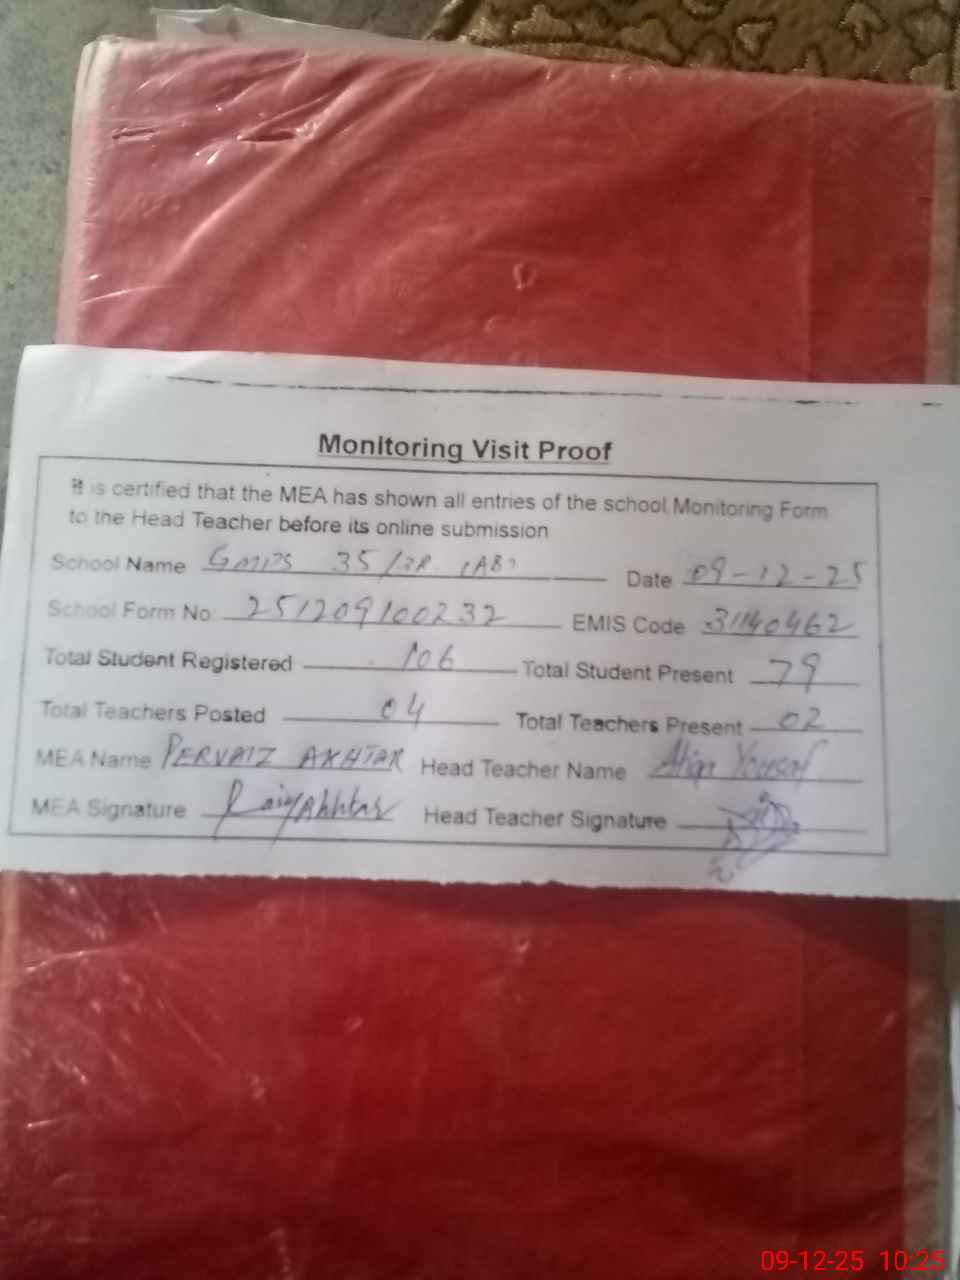 Monitoring Visit Proof
It is certified that the MEA has shown all entries of the school Monitoring Form
to the Head Teacher before its online submission
School Name GMPS 35/2R (AB) Date 09-12-25
School Form No: 251209100232 EMIS Code 31140462
Total Student Registered 106 Total Student Present 79
Total Teachers Posted 04 Total Teachers Present 02
MEA Name PERVAIZ AKHTAR Head Teacher Name Yousaf
MEA Signature Head Teacher Signature
09-12-25 10:25